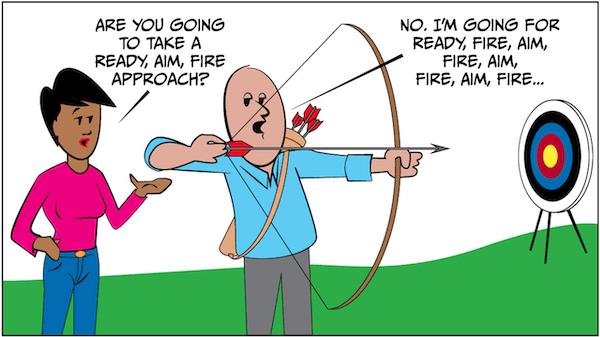 ARE YOU GOING
TO TAKE A
READY, AIM, FIRE
APPROACH?
NO. I'M GOING FOR
READY, FIRE, AIM,
FIRE, AIM,
FIRE, AIM, FIRE...